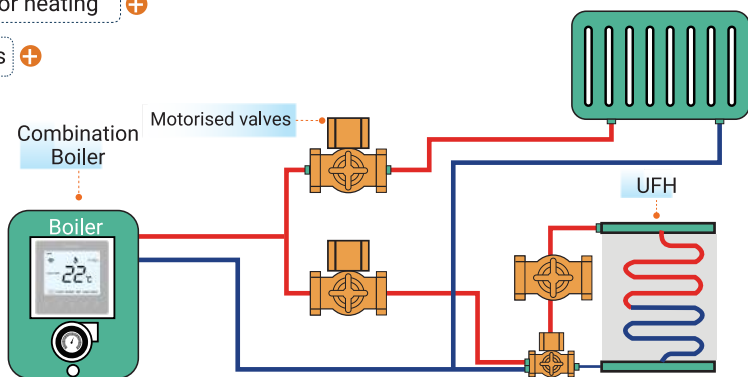 or heating
s
Motorised valves
Combination
Boiler
UFH
Boiler
22°C